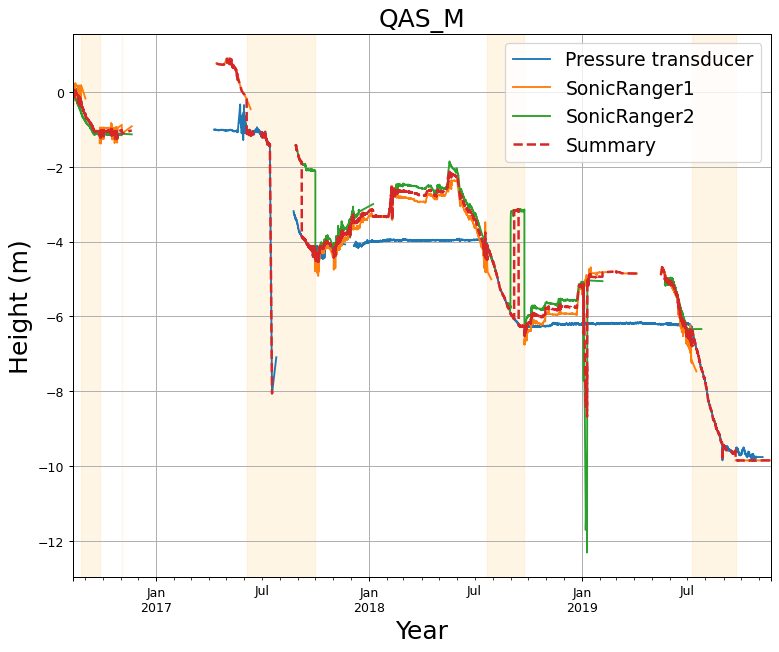 QAS_M
Pressure transducer
SonicRanger1
SonicRanger2
Summary
Height (m)
0
−2
−4
−6
−8
−10
−12
Jan
2017
Jul
Jan
2018
Jul
Jan
2019
Jul
Year